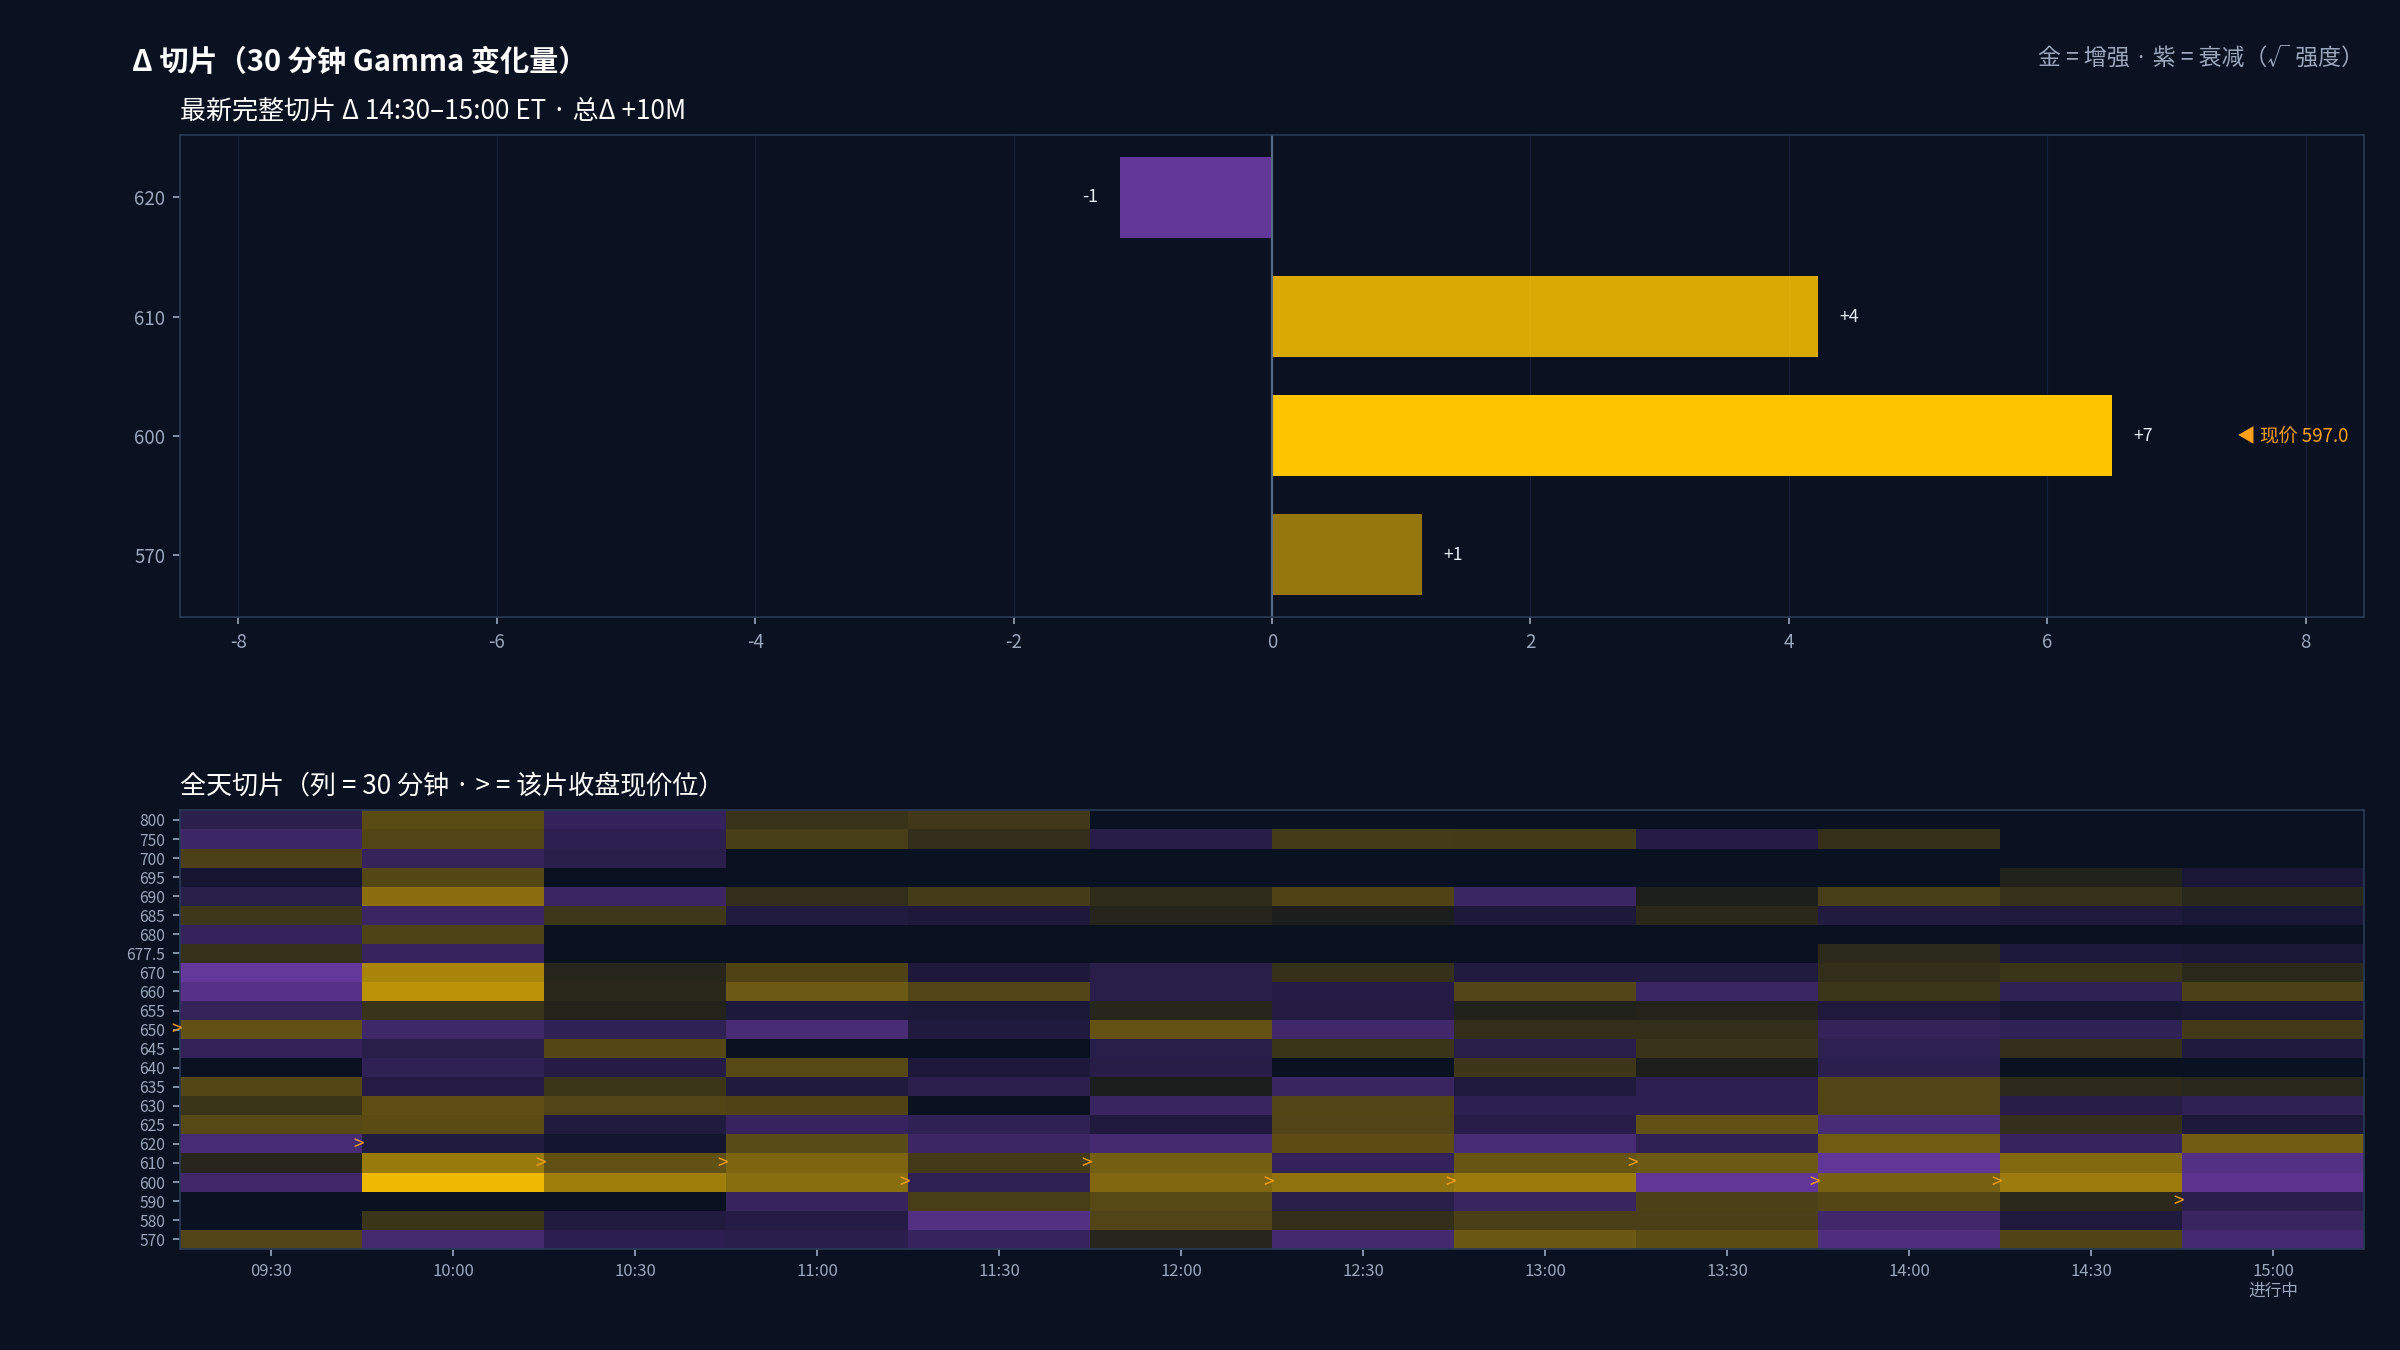 Δ 切片（30 分钟 Gamma 变化量）
金 = 增强 · 紫 = 衰减（√ 强度）
最新完整切片 Δ 14:30–15:00 ET · 总Δ +10M
620
-1
610
+4
600
+7
◀ 现价 597.0
570
+1
-8 -6 -4 -2 0 2 4 6 8
全天切片（列 = 30 分钟 · > = 该片收盘现价位）
800
750
700
695
690
685
680
677.5
670
660
655
650 >
645
640
635
630
625
620 >
610 > > > >
600 > > > > >
590 >
580
570
09:30 10:00 10:30 11:00 11:30 12:00 12:30 13:00 13:30 14:00 14:30 15:00
进行中